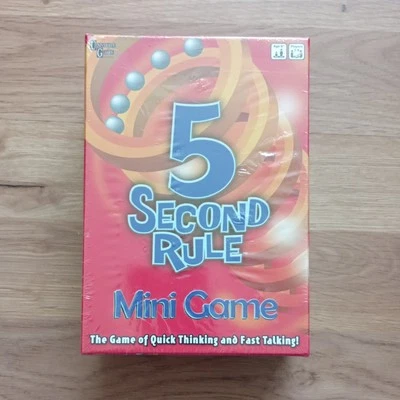 5
SECOND
RULE
Mini Game
The Game of Quick Thinking and Fast Talking!